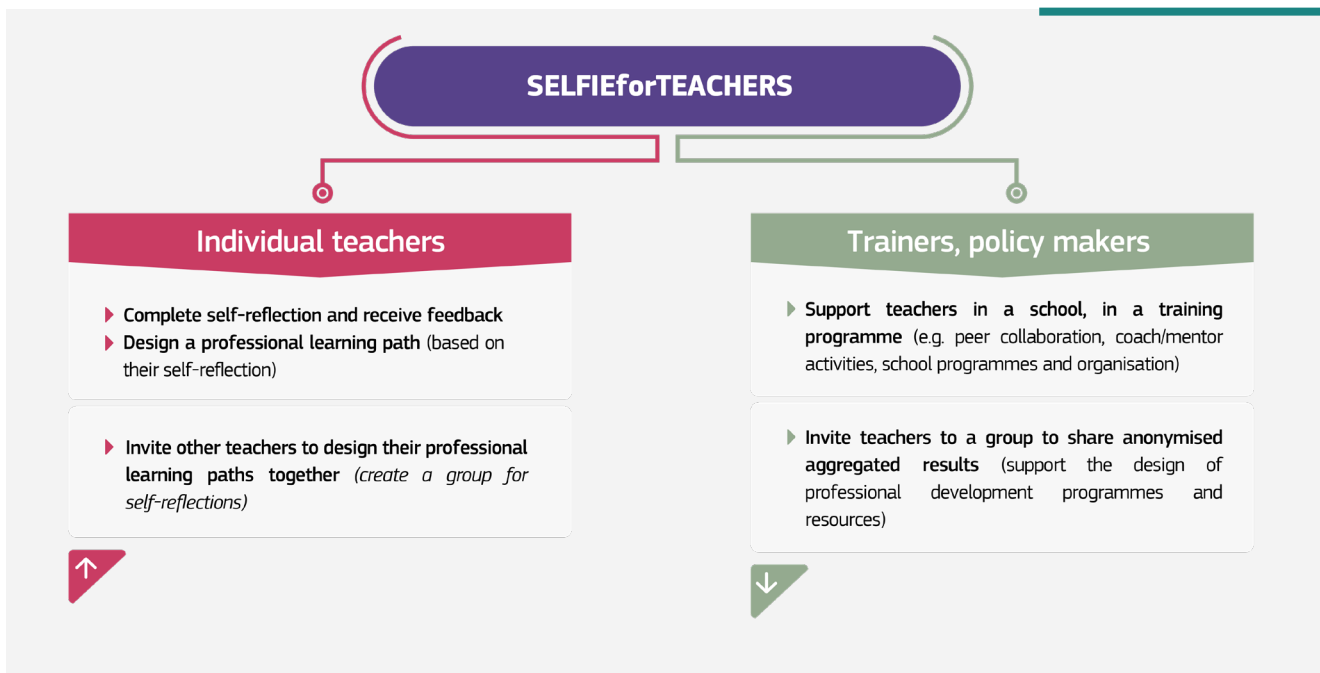 SELFIEforTEACHERS
Individual teachers
Complete self-reflection and receive feedback
Design a professional learning path (based on
their self-reflection)
Invite other teachers to design their professional
learning paths together (create a group for
self-reflections)
Trainers, policy makers
Support teachers in a school, in a training
programme (e.g. peer collaboration, coach/mentor
activities, school programmes and organisation)
Invite teachers to a group to share anonymised
aggregated results (support the design of
professional development programmes and
resources)